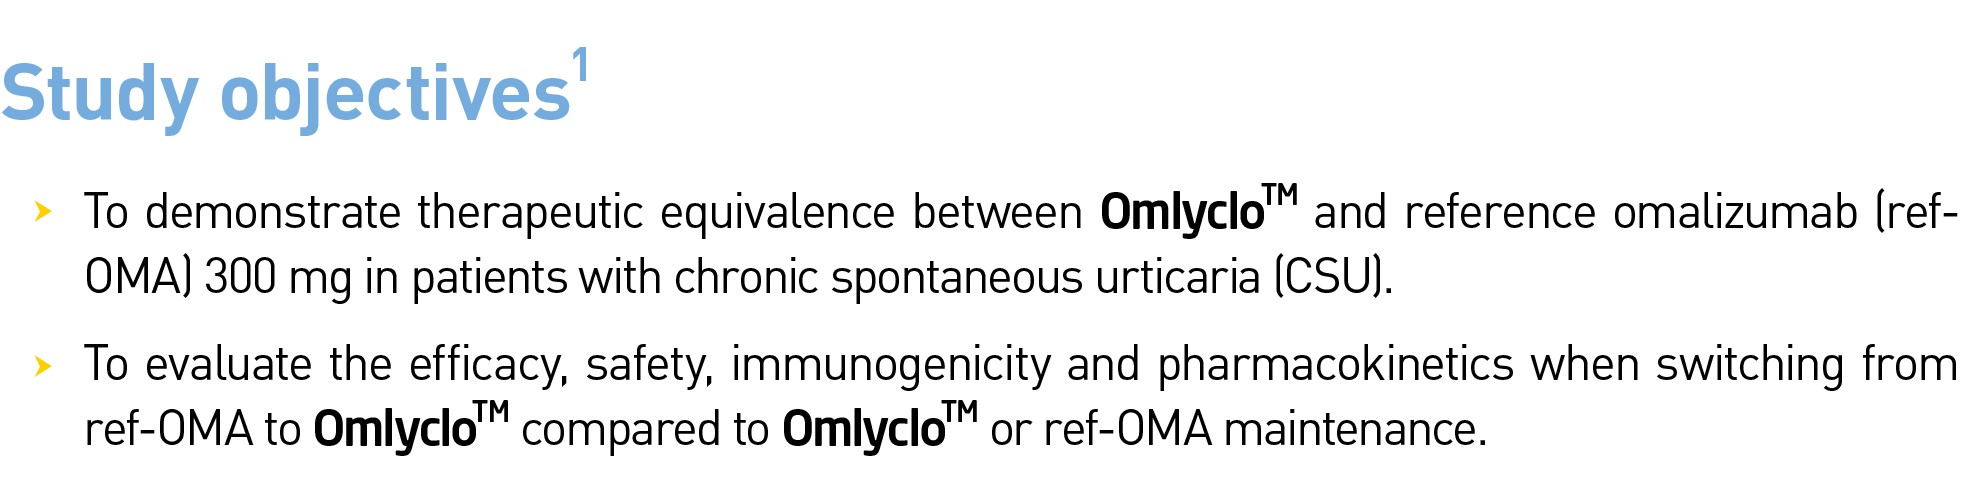 Study objectives¹
To demonstrate therapeutic equivalence between Omlyclo™ and reference omalizumab (ref-
OMA) 300 mg in patients with chronic spontaneous urticaria (CSU).
To evaluate the efficacy, safety, immunogenicity and pharmacokinetics when switching from
ref-OMA to Omlyclo™ compared to Omlyclo™ or ref-OMA maintenance.